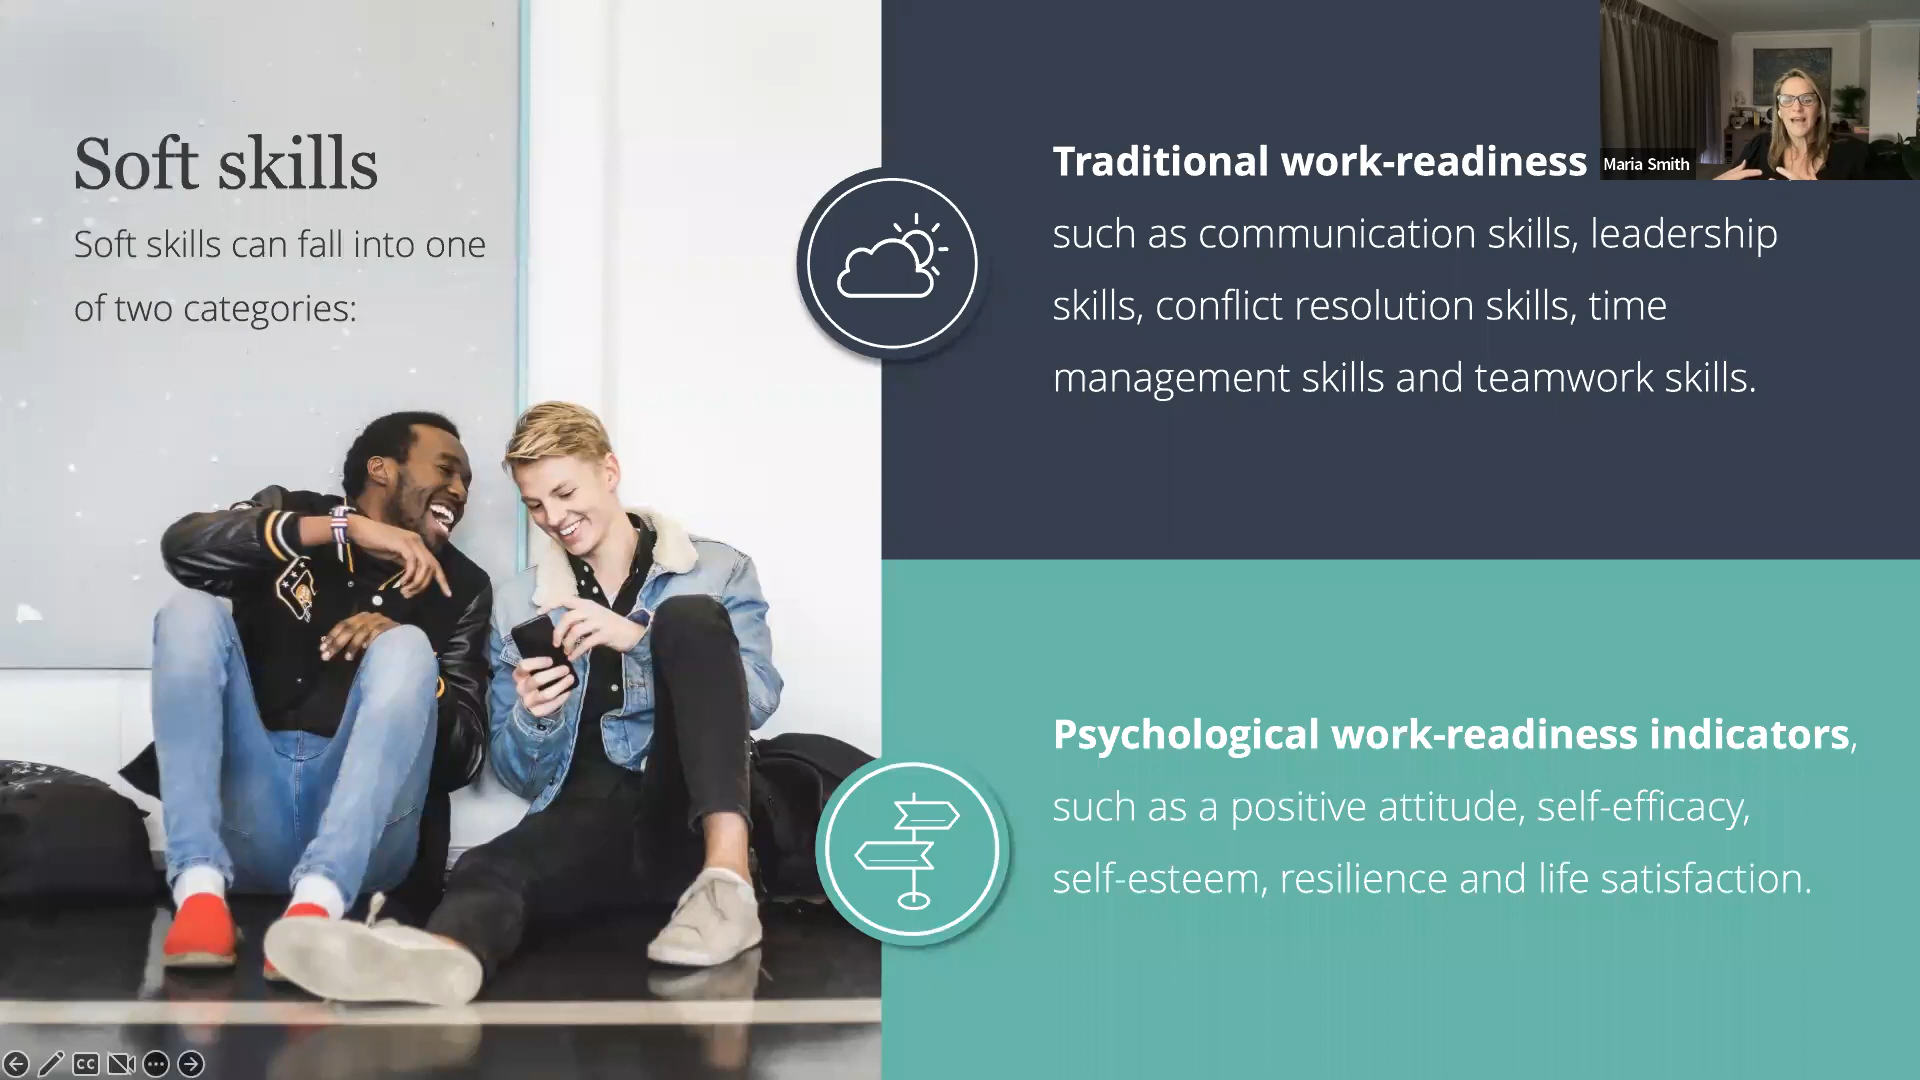 Soft skills
Soft skills can fall into one
of two categories:
Traditional work-readiness
such as communication skills, leadership
skills, conflict resolution skills, time
management skills and teamwork skills.
Maria Smith
Psychological work-readiness indicators,
such as a positive attitude, self-efficacy,
self-esteem, resilience and life satisfaction.
CC